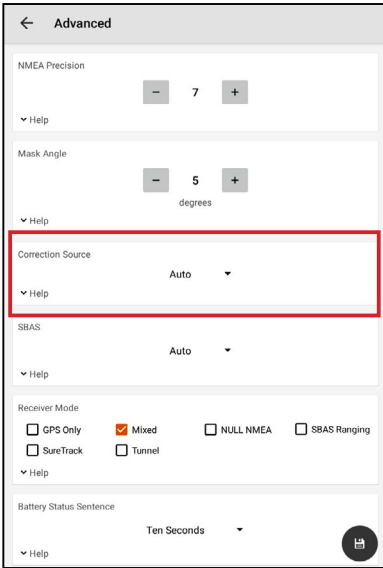 Advanced
NMEA Precision
− 7 +
Help
Mask Angle
− 5 +
degrees
Help
Correction Source
Auto
Help
SBAS
Auto
Help
Receiver Mode
GPS Only Mixed NULL NMEA SBAS Ranging
SureTrack Tunnel
Help
Battery Status Sentence
Ten Seconds
Help